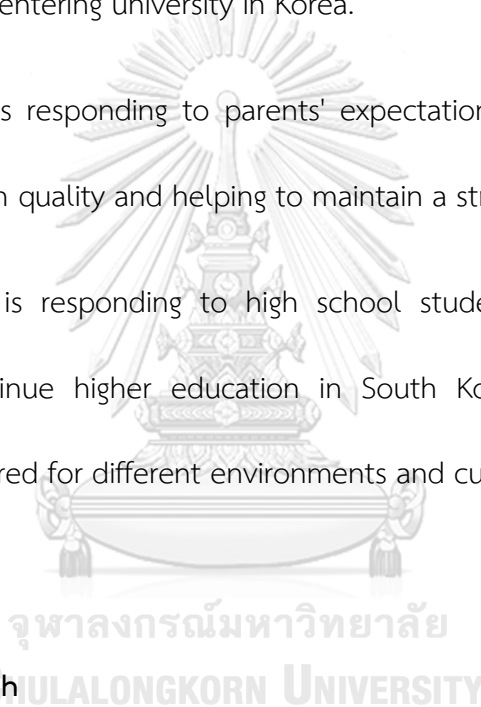 entering university in Korea.
s responding to parents' expectation
n quality and helping to maintain a str
is responding to high school stude
tinue higher education in South Ko
red for different environments and cu
จุฬาลงกรณ์มหาวิทยาลัย
h
HULALONGKORN UNIVERSITY